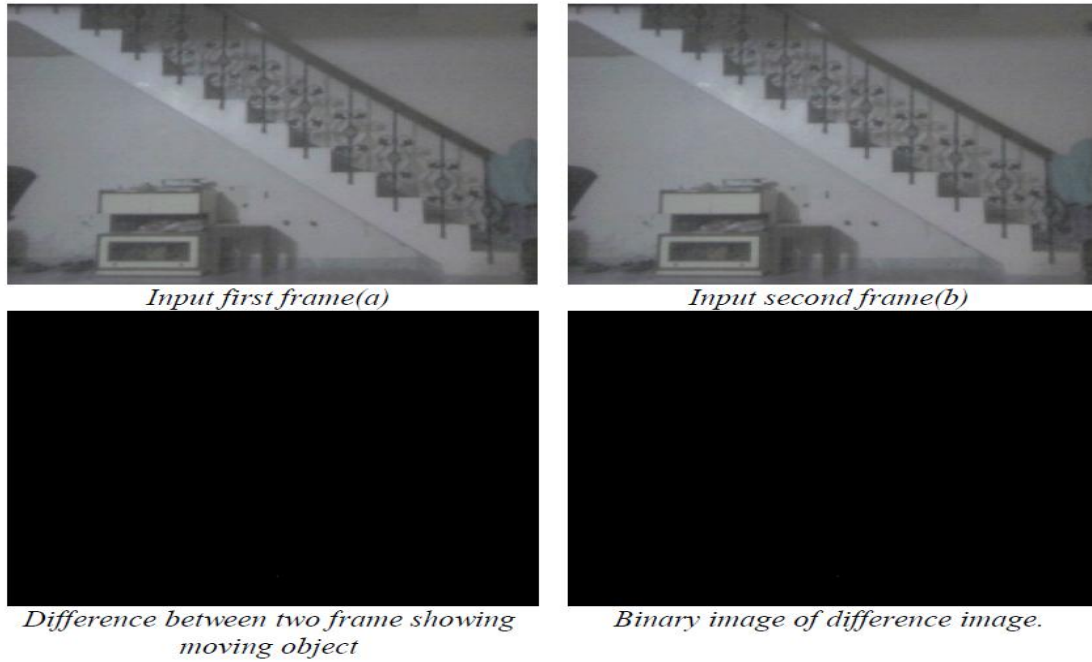 Input first frame(a)
Input second frame(b)
Difference between two frame showing
moving object
Binary image of difference image.